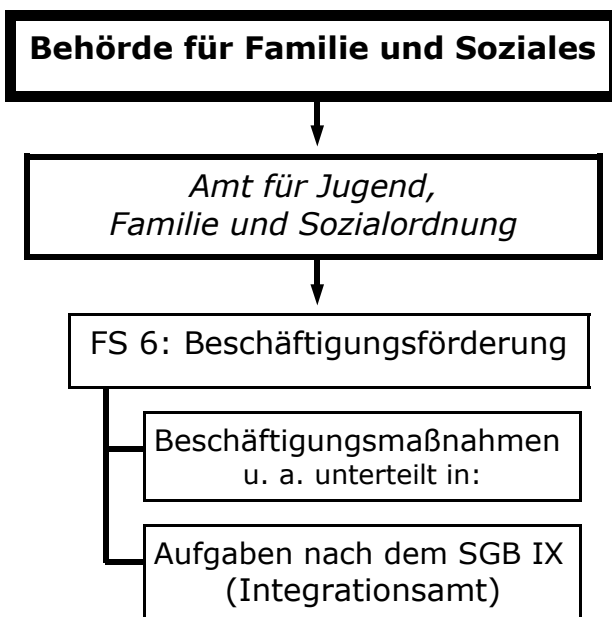 Behörde für Familie und Soziales
Amt für Jugend,
Familie und Sozialordnung
FS 6: Beschäftigungsförderung
Beschäftigungsmaßnahmen
u. a. unterteilt in:
Aufgaben nach dem SGB IX
(Integrationsamt)